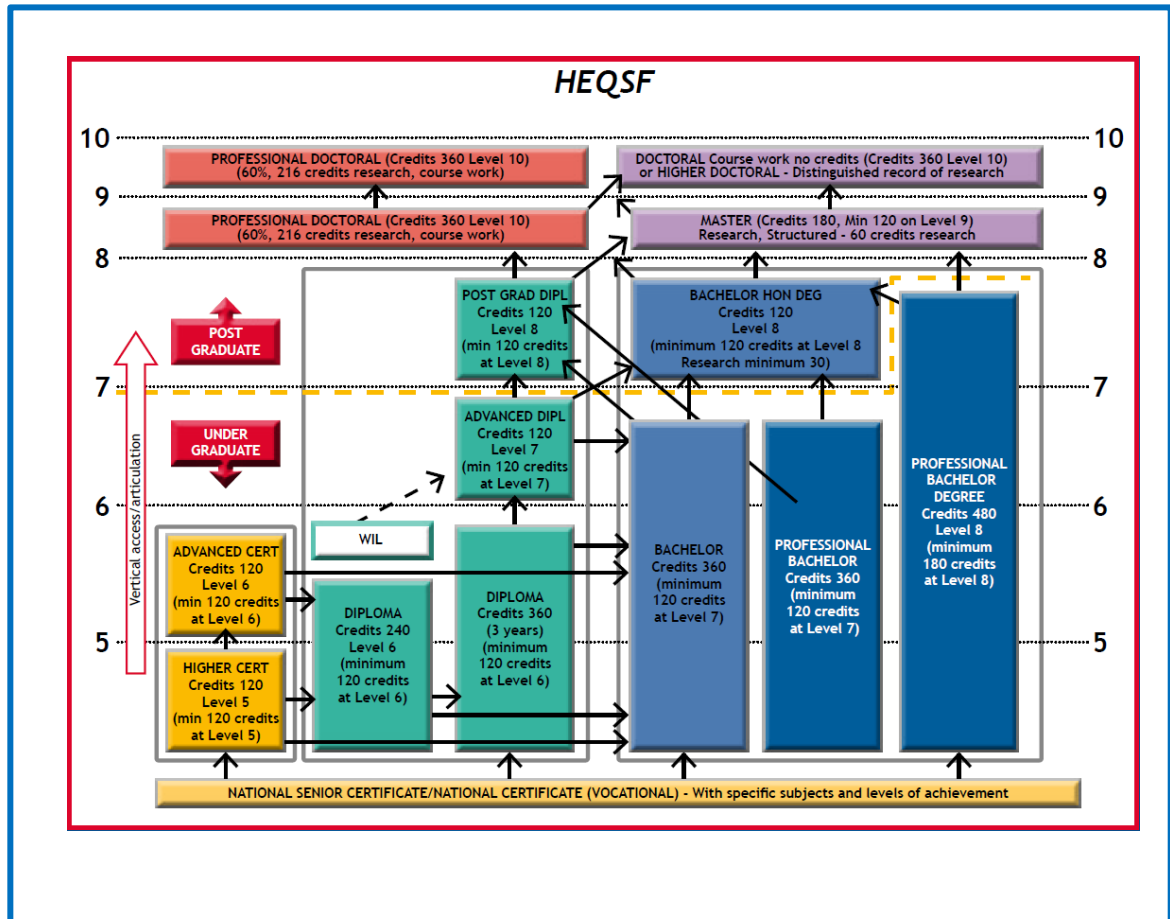 HEQSF
10
10
PROFESSIONAL DOCTORAL (Credits 360 Level 10)
(60%, 216 credits research, course work)
DOCTORAL Course work no credits (Credits 360 Level 10)
or HIGHER DOCTORAL - Distinguished record of research
9
9
PROFESSIONAL DOCTORAL (Credits 360 Level 10)
(60%, 216 credits research, course work)
MASTER (Credits 180, Min 120 on Level 9)
Research, Structured - 60 credits research
8
8
POST GRAD DIPL
Credits 120
Level 8
(min 120 credits
at Level 8)
BACHELOR HON DEG
Credits 120
Level 8
(minimum 120 credits at Level 8
Research minimum 30)
POST
GRADUATE
7
7
Vertical access/articulation
UNDER
GRADUATE
ADVANCED DIPL
Credits 120
Level 7
(min 120 credits
at Level 7)
PROFESSIONAL
BACHELOR
DEGREE
Credits 480
Level 8
(minimum
180 credits
at Level 8)
6
6
WIL
ADVANCED CERT
Credits 120
Level 6
(min 120 credits
at Level 6)
DIPLOMA
Credits 240
Level 6
(minimum
120 credits
at Level 6)
DIPLOMA
Credits 360
(3 years)
(minimum
120 credits
at Level 6)
BACHELOR
Credits 360
(minimum
120 credits
at Level 7)
PROFESSIONAL
BACHELOR
Credits 360
(minimum
120 credits
at Level 7)
5
5
HIGHER CERT
Credits 120
Level 5
(min 120 credits
at Level 5)
NATIONAL SENIOR CERTIFICATE/NATIONAL CERTIFICATE (VOCATIONAL) - With specific subjects and levels of achievement